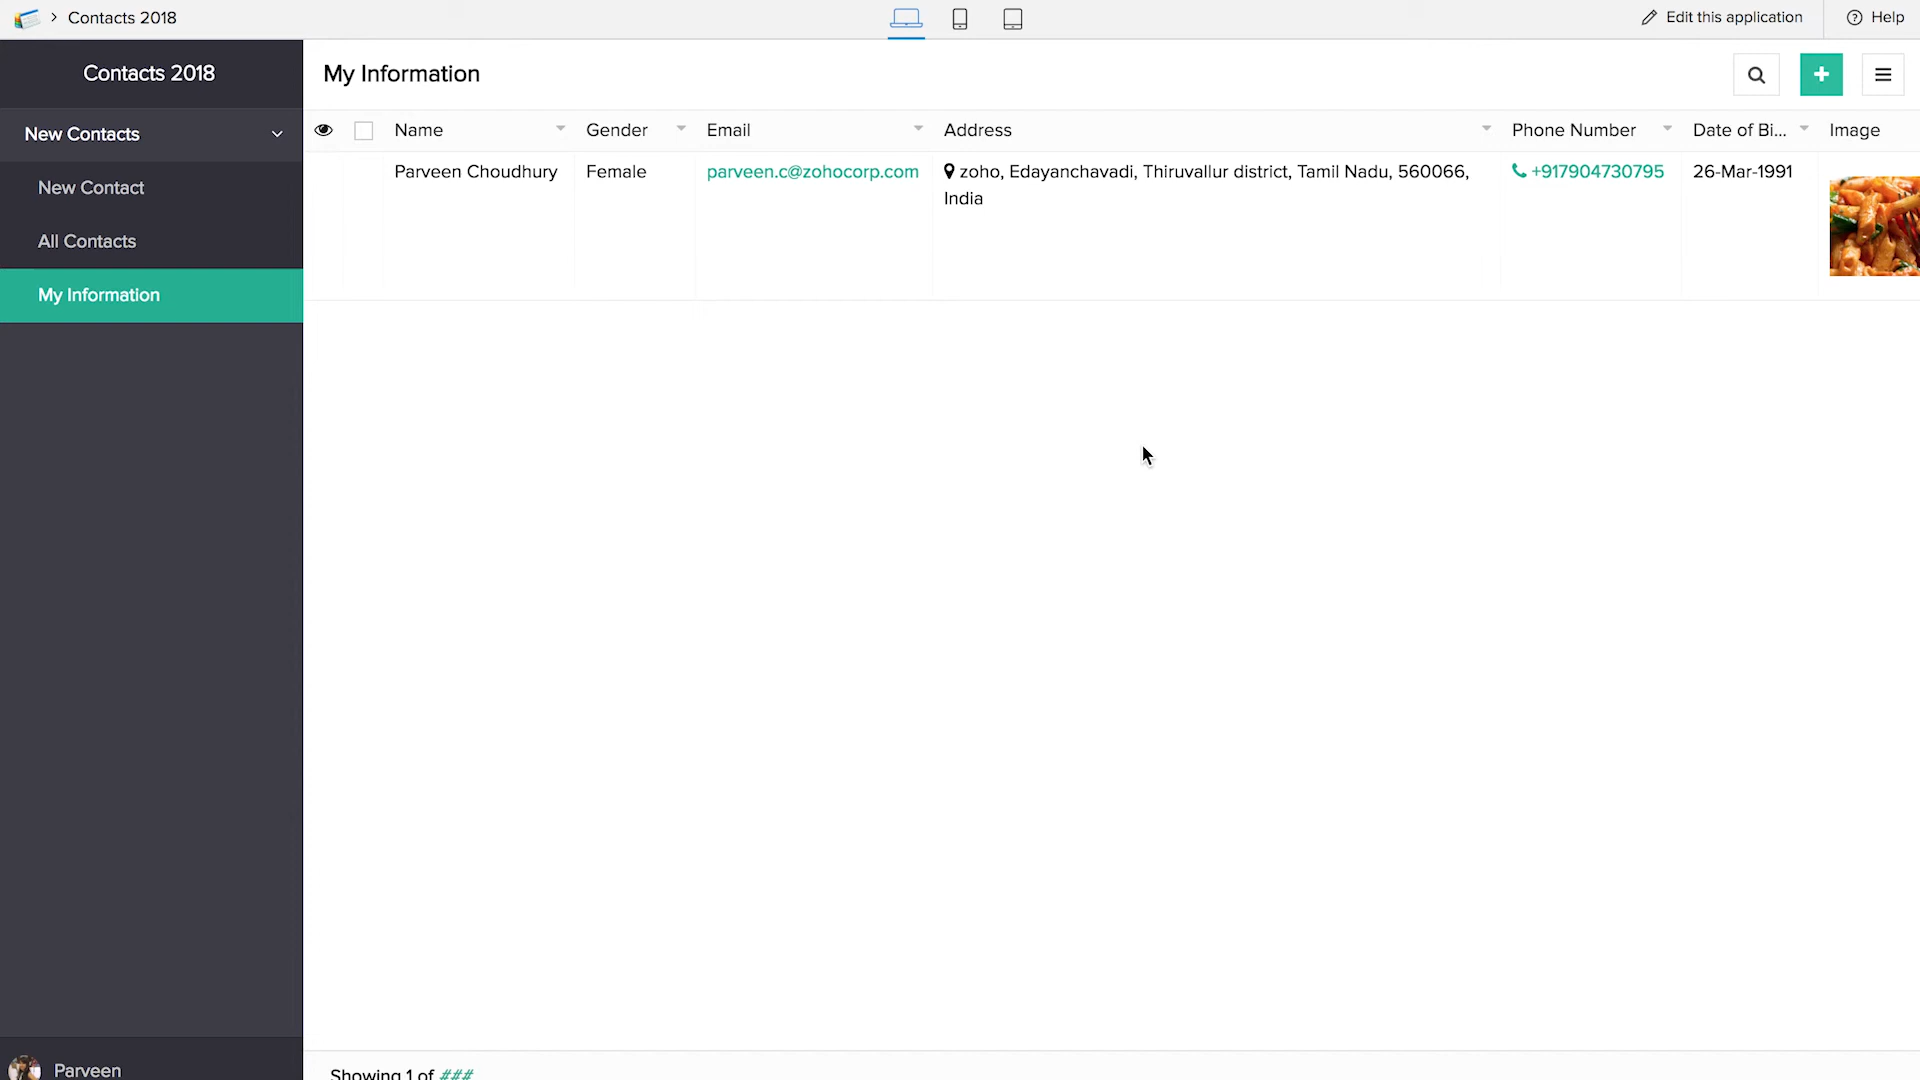 Contacts 2018
Edit this application
Help
Contacts 2018
My Information
New Contacts
Name Gender Email Address Phone Number Date of Bi... Image
New Contact
All Contacts
My Information
Parveen Choudhury Female parveen.c@zohocorp.com zoho, Edayanchavadi, Thiruvallur district, Tamil Nadu, 560066, +917904730795 26-Mar-1991
India
Parveen
Showing 1 of ###